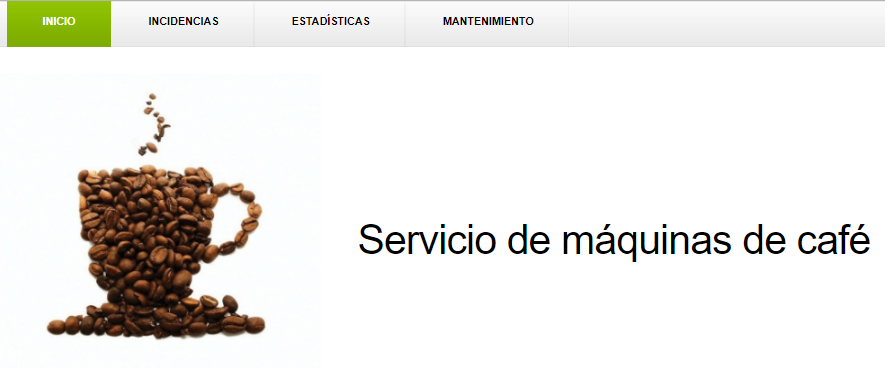 INICIO INCIDENCIAS ESTADÍSTICAS MANTENIMIENTO
Servicio de máquinas de café